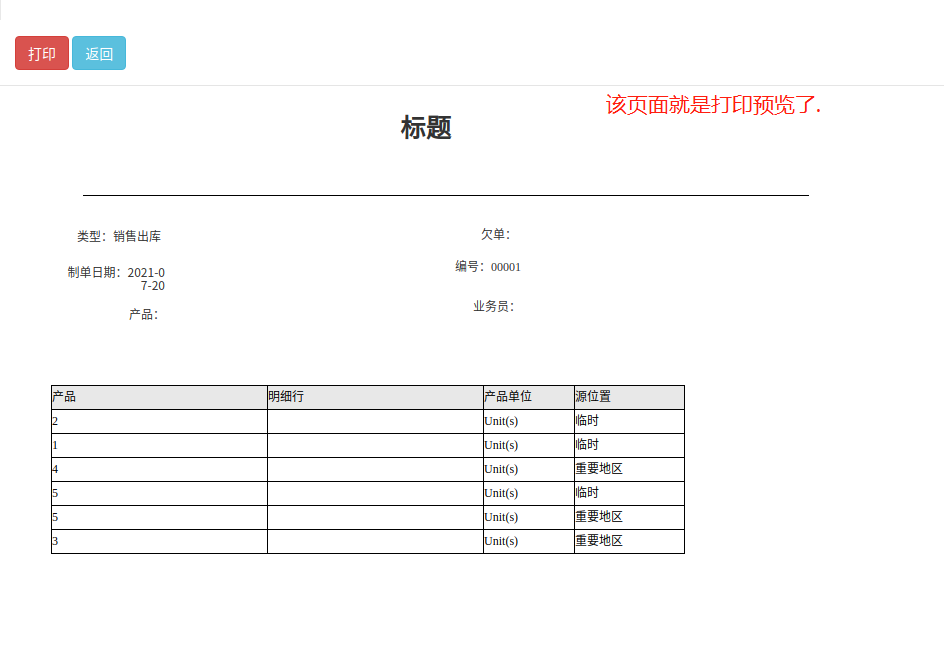 打印 返回
该页面就是打印预览了.
标题
类型：销售出库 欠单：
制单日期：2021-0
7-20
编号：00001
产品：
业务员：
产品 明细行 产品单位 源位置
2 Unit(s) 临时
1 Unit(s) 临时
4 Unit(s) 重要地区
5 Unit(s) 临时
5 Unit(s) 重要地区
3 Unit(s) 重要地区